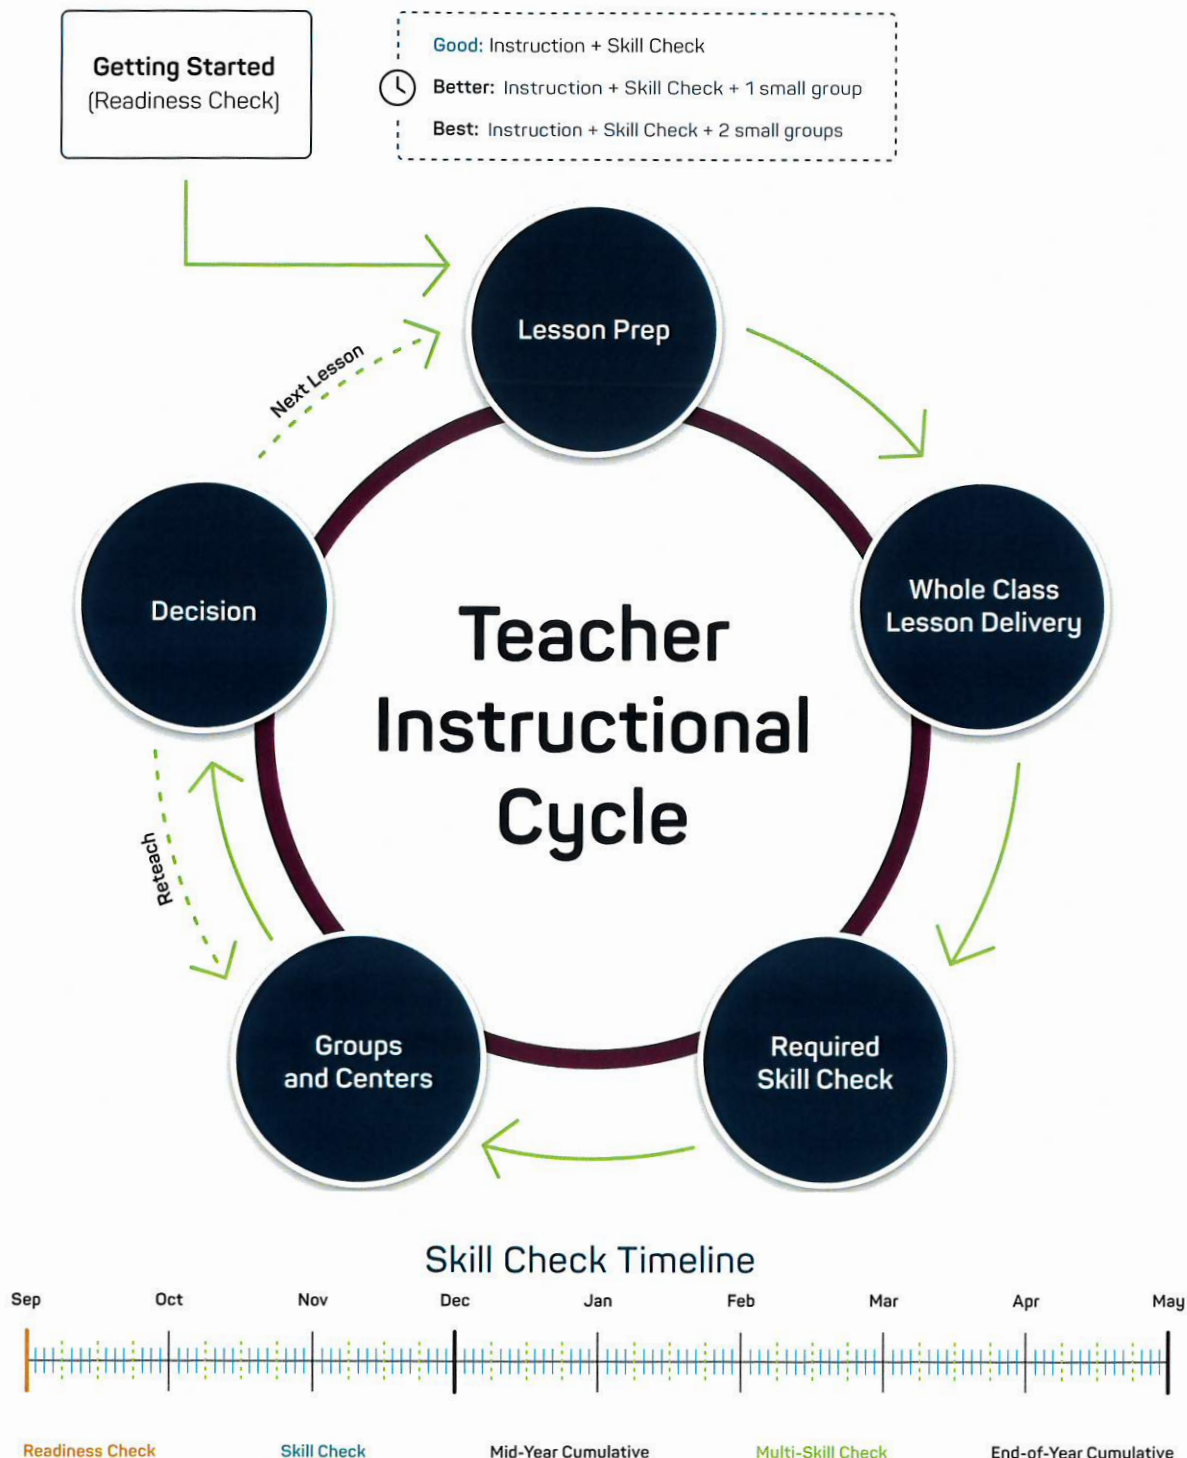 Getting Started
(Readiness Check)
Good: Instruction + Skill Check
Better: Instruction + Skill Check + 1 small group
Best: Instruction + Skill Check + 2 small groups
Lesson Prep
Next Lesson
Whole Class
Lesson Delivery
Decision
Teacher
Instructional
Cycle
Reteach
Groups
and Centers
Required
Skill Check
Skill Check Timeline
Sep Oct Nov Dec Jan Feb Mar Apr May
Readiness Check Skill Check Mid-Year Cumulative Multi-Skill Check End-of-Year Cumulative